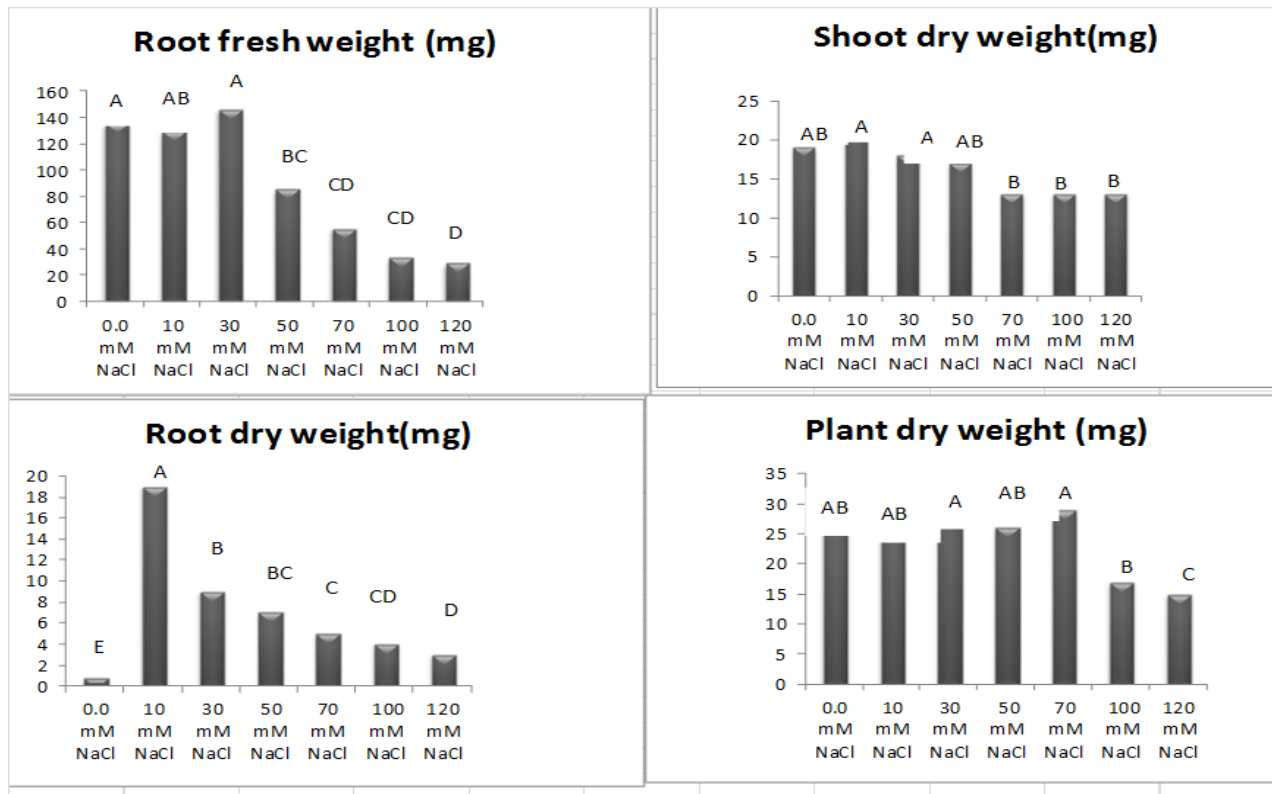 Root fresh weight (mg)
A
AB
A
BC
CD
CD
D
160
140
120
100
80
60
40
20
0
0.0 10 30 50 70 100 120
mM mM mM mM mM mM mM
NaCl NaCl NaCl NaCl NaCl NaCl NaCl
Shoot dry weight(mg)
AB
A
A
AB
B
B
B
25
20
15
10
5
0
0.0 10 30 50 70 100 120
mM mM mM mM mM mM mM
NaCl NaCl NaCl NaCl NaCl NaCl NaCl
Root dry weight(mg)
E
A
B
BC
C
CD
D
20
18
16
14
12
10
8
6
4
2
0
0.0 10 30 50 70 100 120
mM mM mM mM mM mM mM
NaCl NaCl NaCl NaCl NaCl NaCl NaCl
Plant dry weight (mg)
AB
AB
A
AB
A
B
C
35
30
25
20
15
10
5
0
0.0 10 30 50 70 100 120
mM mM mM mM mM mM mM
NaCl NaCl NaCl NaCl NaCl NaCl NaCl